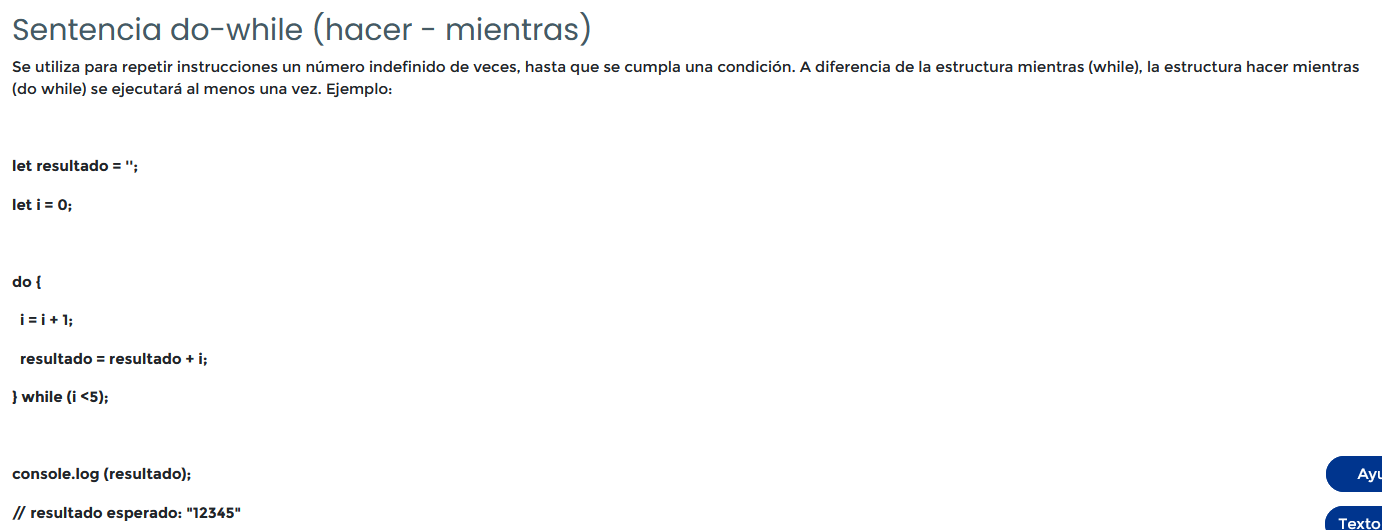 Sentencia do-while (hacer - mientras)
Se utiliza para repetir instrucciones un número indefinido de veces, hasta que se cumpla una condición. A diferencia de la estructura mientras (while), la estructura hacer mientras
(do while) se ejecutará al menos una vez. Ejemplo:
let resultado = '';
let i = 0;
do {
i = i + 1;
resultado = resultado + i;
} while (i <5);
console.log (resultado);
// resultado esperado: "12345"
Texto